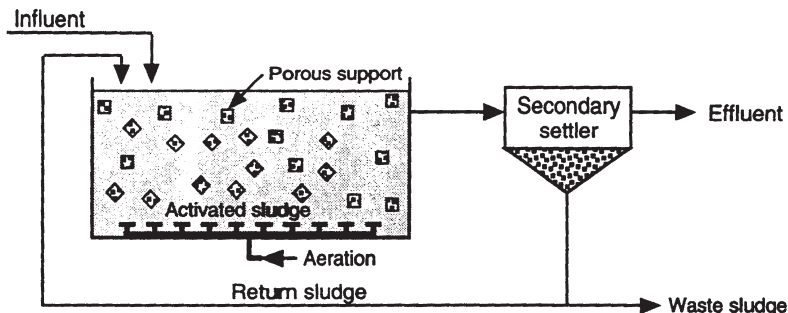 Influent
Porous support
Secondary
settler
Effluent
Activated sludge
Aeration
Return sludge
Waste sludge